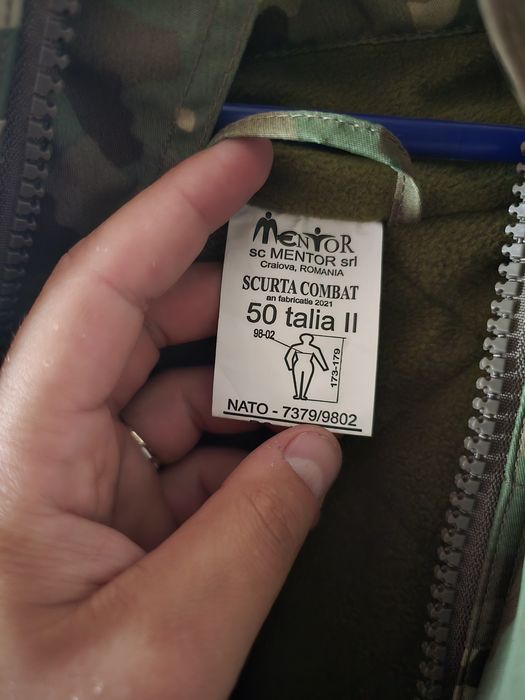 MENTOR
SC MENTOR srl
Craiova, ROMANIA
SCURTA COMBAT
an fabricatie 2021
50 talia II
98-02
173-179
NATO - 7379/9802